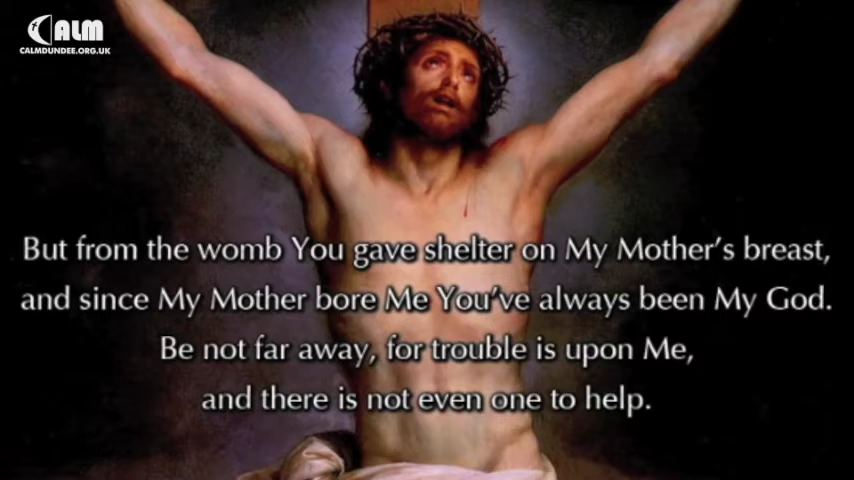 CALM
CALMDUNDEE.ORG.UK
But from the womb You gave shelter on My Mother's breast,
and since My Mother bore Me You've always been My God.
Be not far away, for trouble is upon Me,
and there is not even one to help.